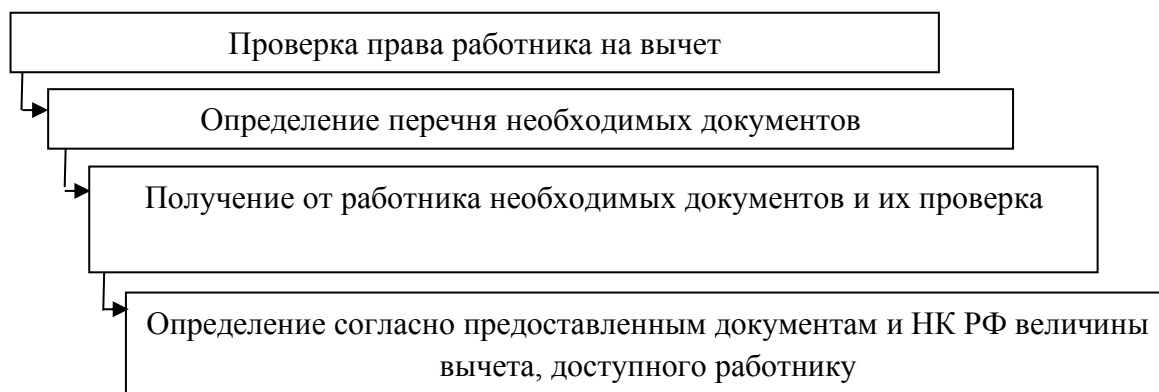 Проверка права работника на вычет
Определение перечня необходимых документов
Получение от работника необходимых документов и их проверка
Определение согласно предоставленным документам и НК РФ величины
вычета, доступного работнику